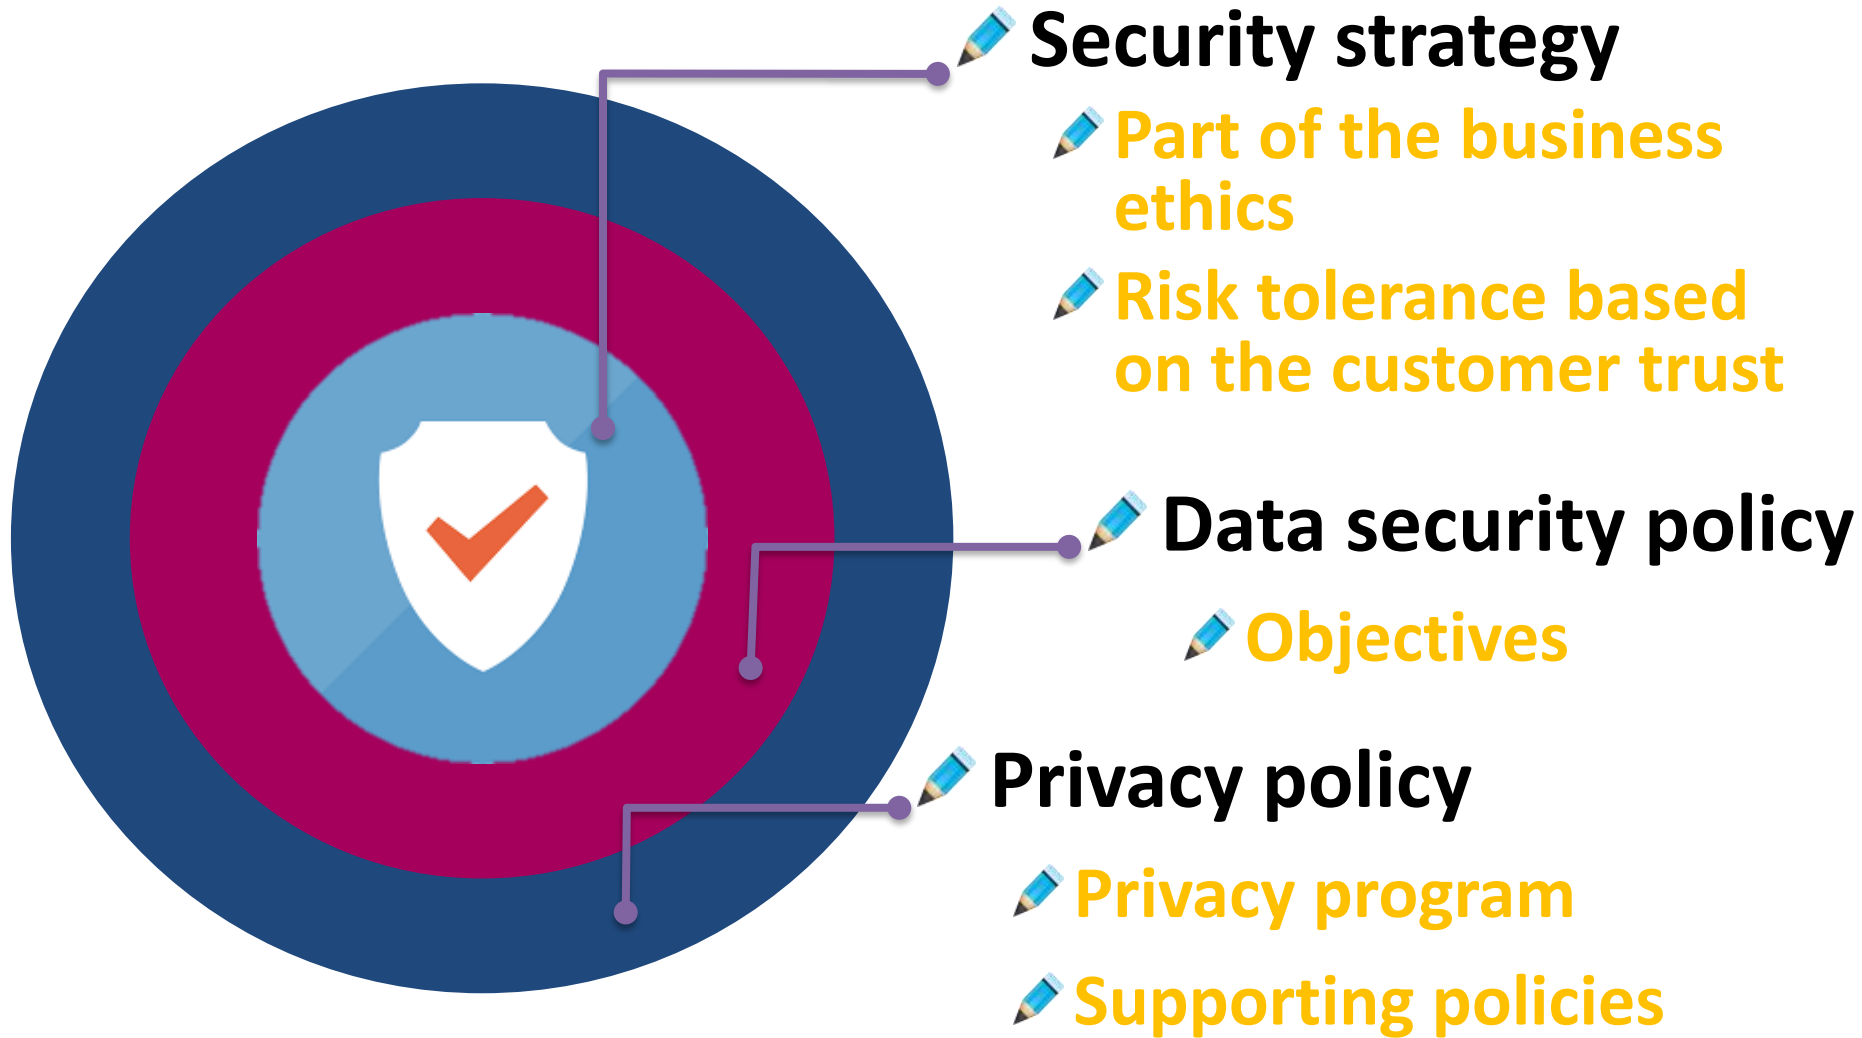 Security strategy
Part of the business
ethics
Risk tolerance based
on the customer trust
Data security policy
Objectives
Privacy policy
Privacy program
Supporting policies